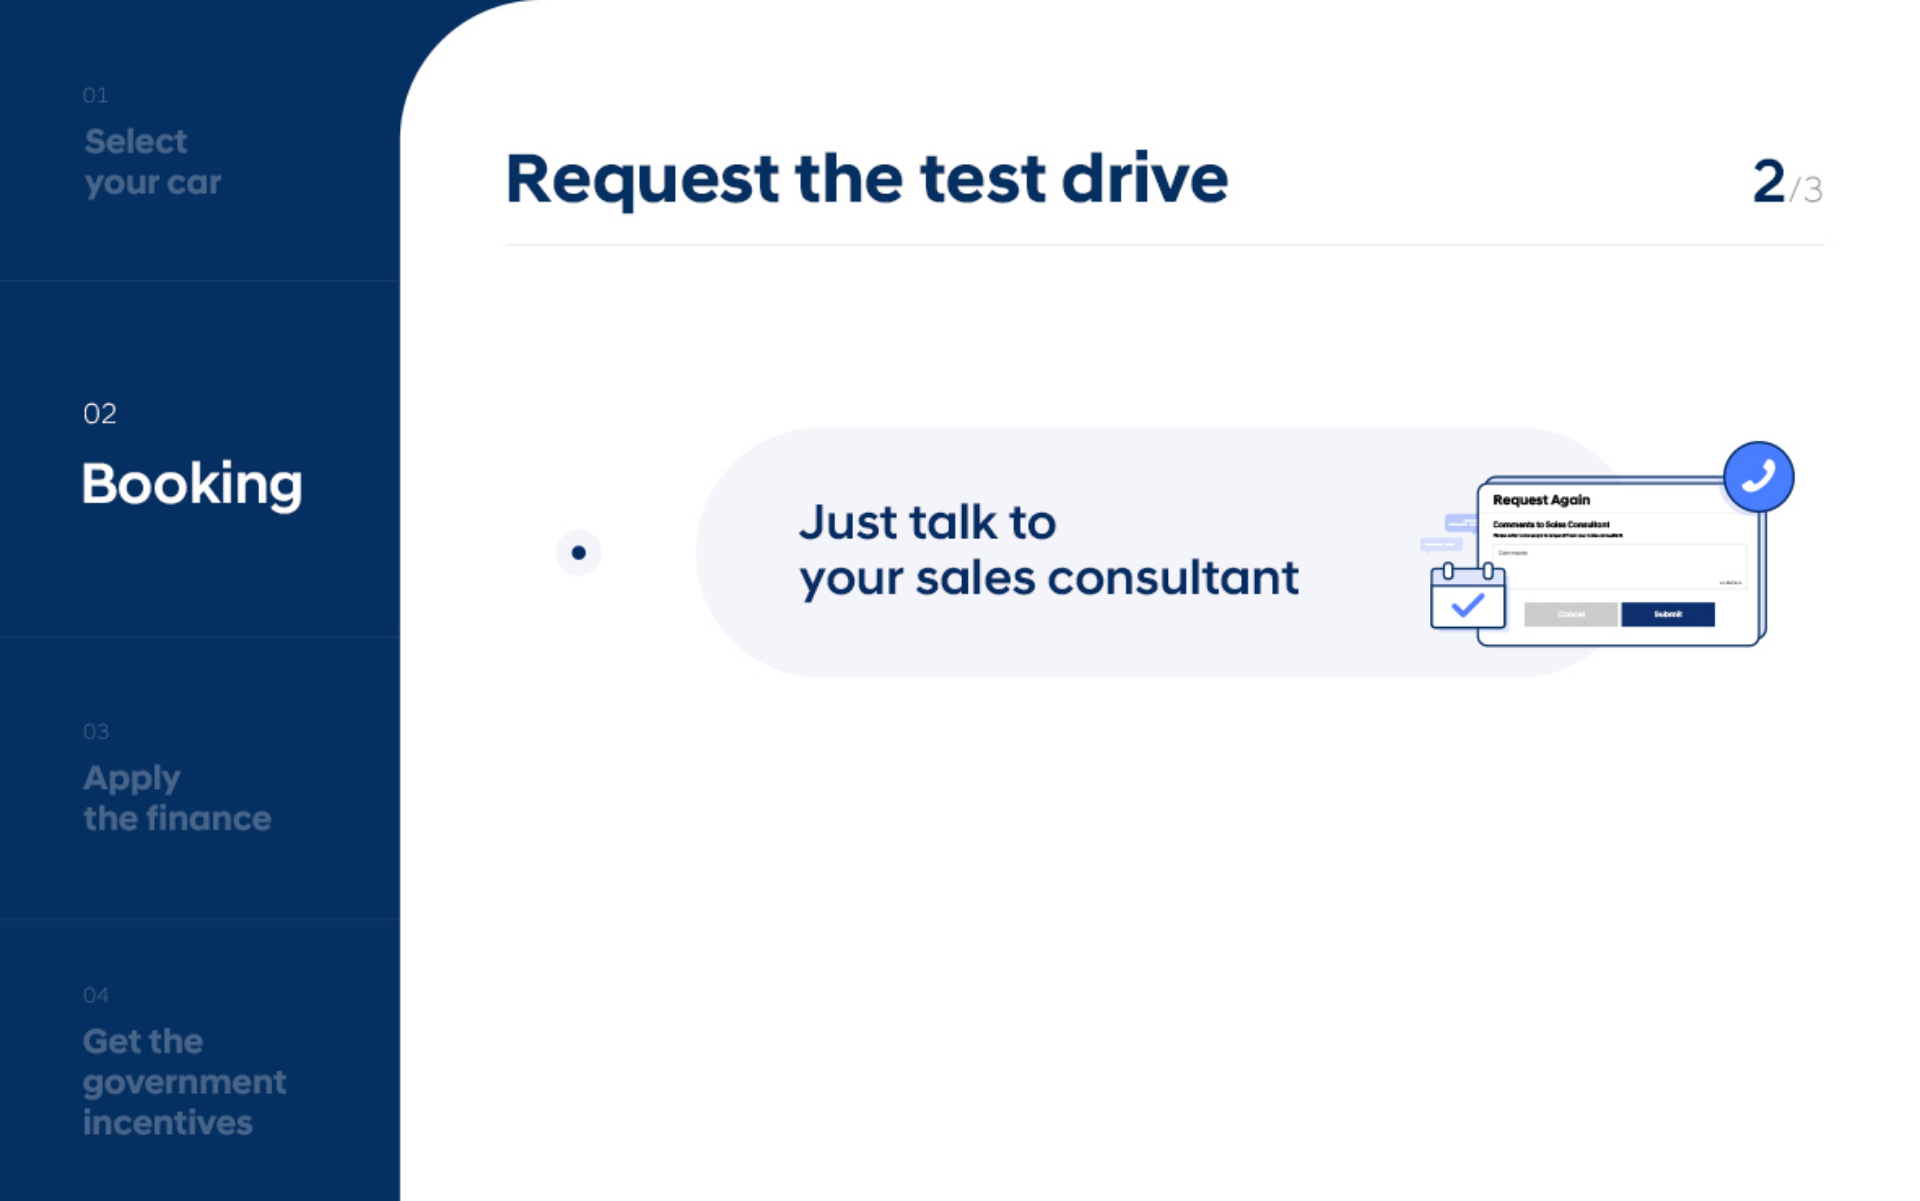 01
Select
your car
02
Booking
03
Apply
the finance
04
Get the
government
incentives
Request the test drive
2/3
Just talk to
your sales consultant
Request Again
Comments to Sales Consultant
Comments
Cancel
Submit